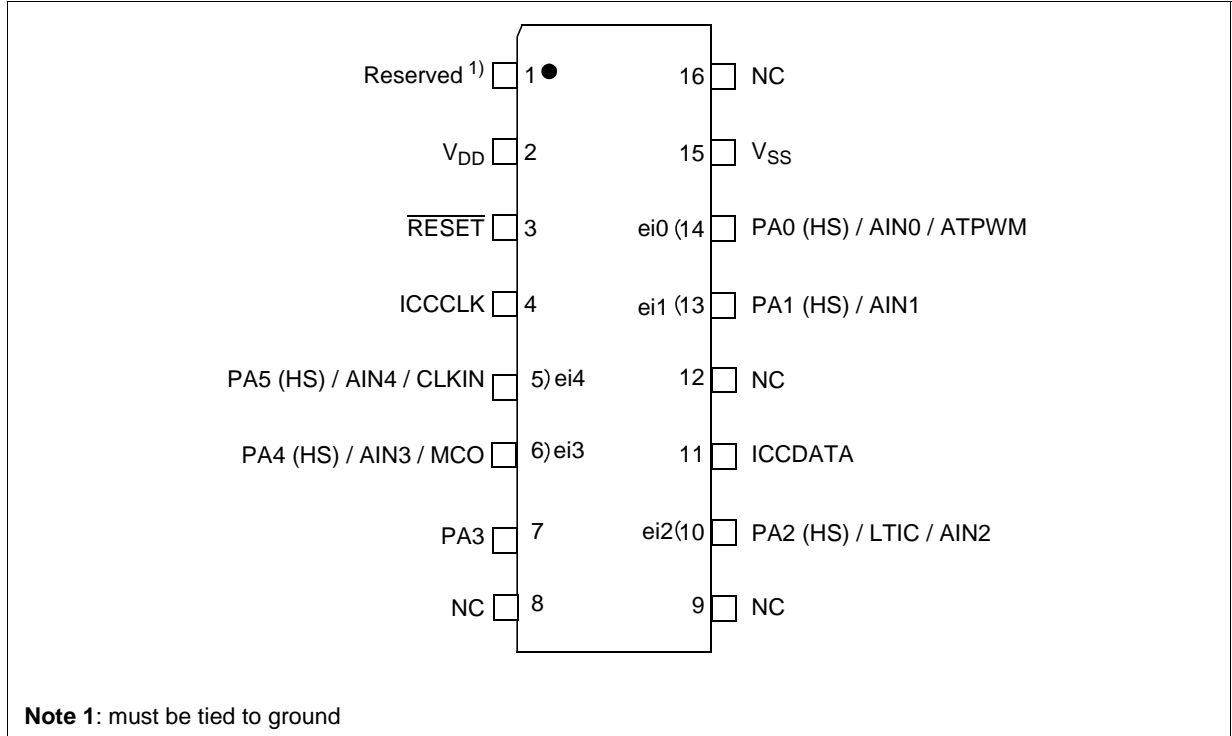 Reserved 1) 1 16 NC
VDD 2 15 VSS
RESET 3 ei0 (14 PA0 (HS) / AIN0 / ATPWM
ICCCLK 4 ei1 (13 PA1 (HS) / AIN1
PA5 (HS) / AIN4 / CLKIN 5) ei4 12 NC
PA4 (HS) / AIN3 / MCO 6) ei3 11 ICCDATA
PA3 7 ei2 (10 PA2 (HS) / LTIC / AIN2
NC 8 9 NC
Note 1: must be tied to ground